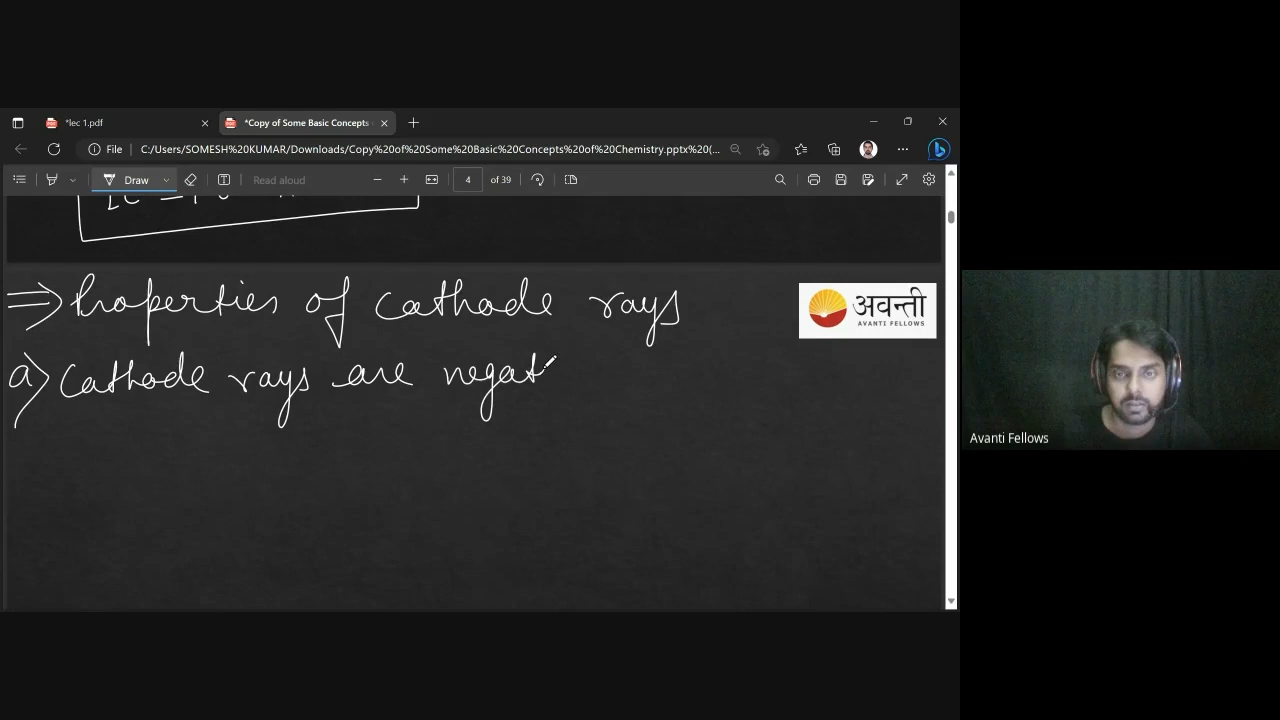 *lec 1.pdf
*Copy of Some Basic Concepts
File C:/Users/SOMESH%20KUMAR/Downloads/Copy%20of%20Some%20Basic%20Concepts%20of%20Chemistry.pptx%20(...
Draw Read aloud 4 of 39
⇒ Properties of cathode rays
अवन्ती
AVANTI FELLOWS
a) Cathode rays are negat
Avanti Fellows